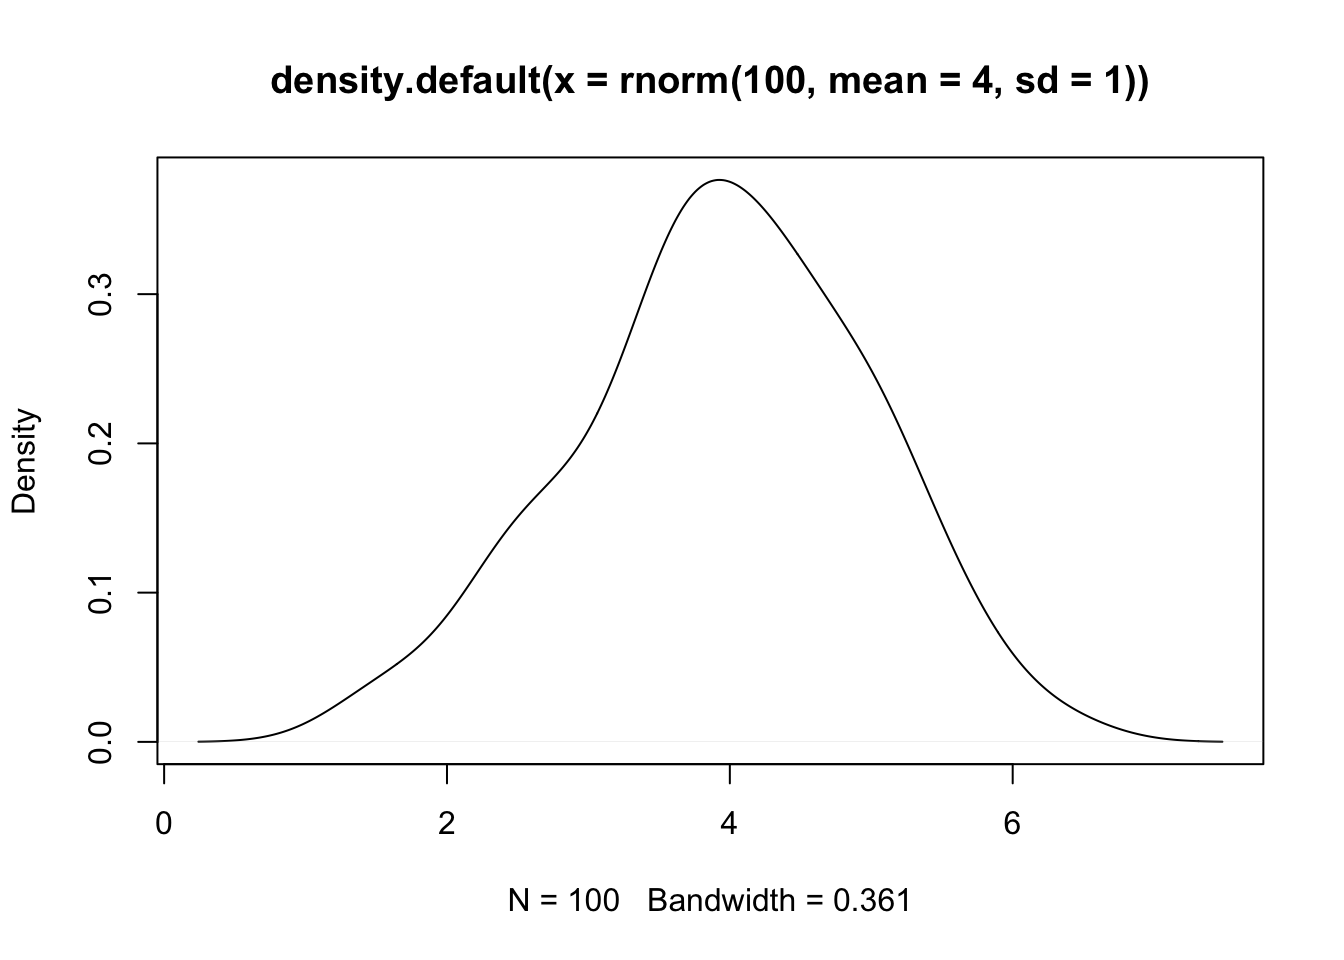 density.default(x = rnorm(100, mean = 4, sd = 1))
Density
0.3
0.2
0.1
0.0
0 2 4 6
N = 100   Bandwidth = 0.361